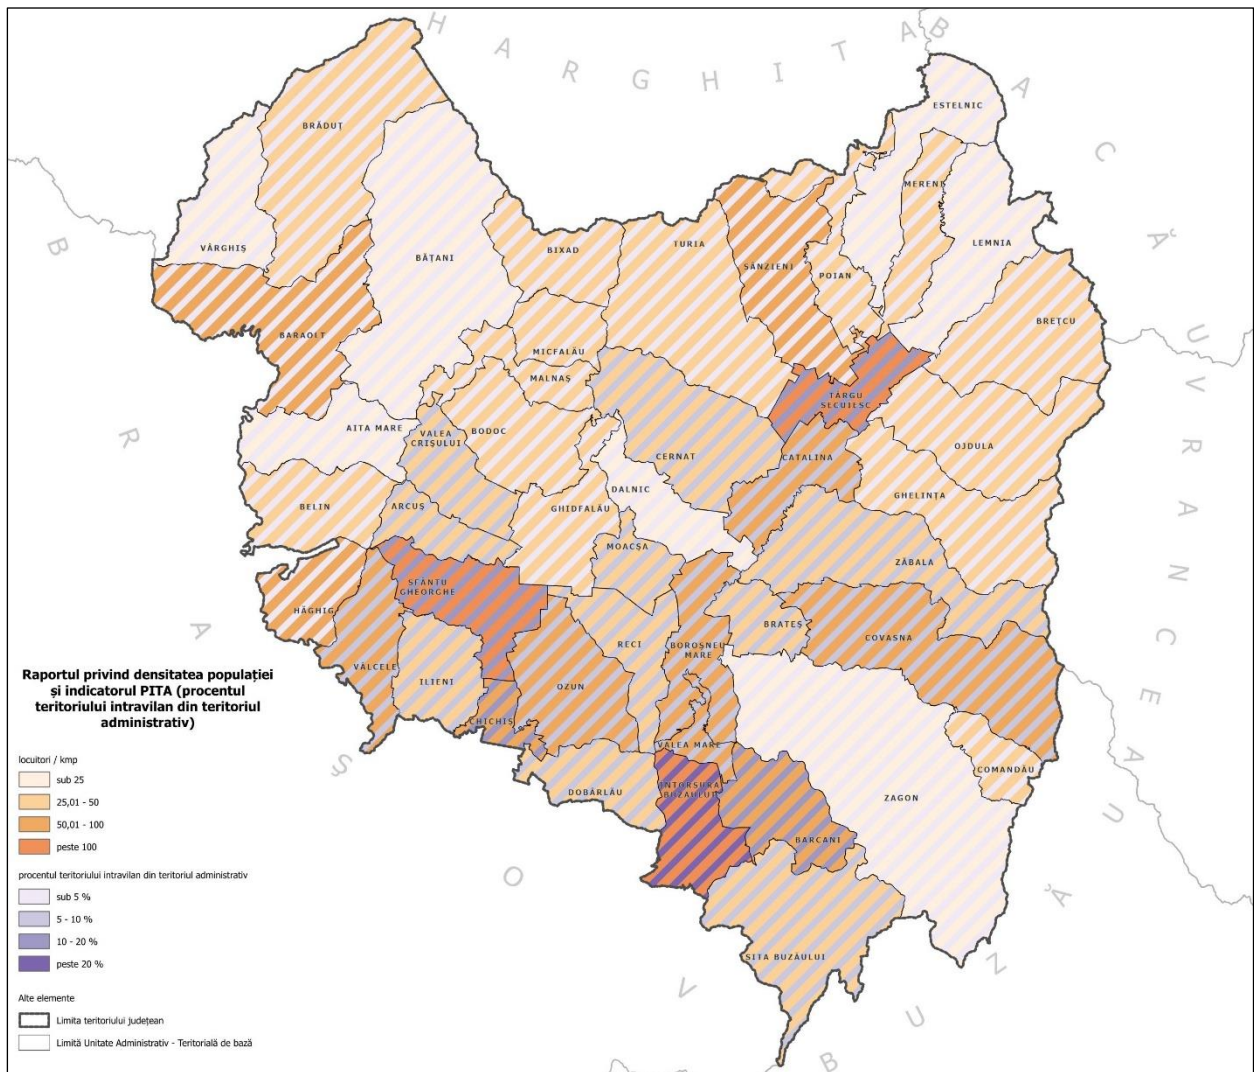 H A R G H I T A
B A C Ă U
ESTELNIC
BRĂDUȚ
MERENI
VÂRGHIȘ
BĂȚANI
BIXAD
TURIA
SÂNZIENI
POIAN
LEMNIA
BREȚCU
BARAOLT
MICFALĂU
MALNAȘ
TÂRGU
SECUIESC
AITA MARE
VALEA
CRIȘULUI
BODOC
CERNAT
CATALINA
OJDULA
DALNIC
GHELINȚA
BELIN
ARCUȘ
GHIDFALĂU
MOACȘA
ZĂBALA
SFÂNTU
GHEORGHE
HĂGHIG
BRATEȘ
COVASNA
RECI
BOROȘNEU
MARE
VÂLCELE
ILIENI
OZUN
CHICHIȘ
VALEA MARE
COMANDĂU
DOBÂRLĂU
ÎNTORSURA
BUZĂULUI
ZAGON
BARCANI
SITA BUZĂULUI
V R A N C E A
B R A Ș O V
B U Z Ă U
Raportul privind densitatea populației
și indicatorul PITA (procentul
teritoriului intravilan din teritoriul
administrativ)
locuitori / kmp
sub 25
25,01 - 50
50,01 - 100
peste 100
procentul teritoriului intravilan din teritoriul administrativ
sub 5 %
5 - 10 %
10 - 20 %
peste 20 %
Alte elemente
Limita teritoriului județean
Limită Unitate Administrativ - Teritorială de bază